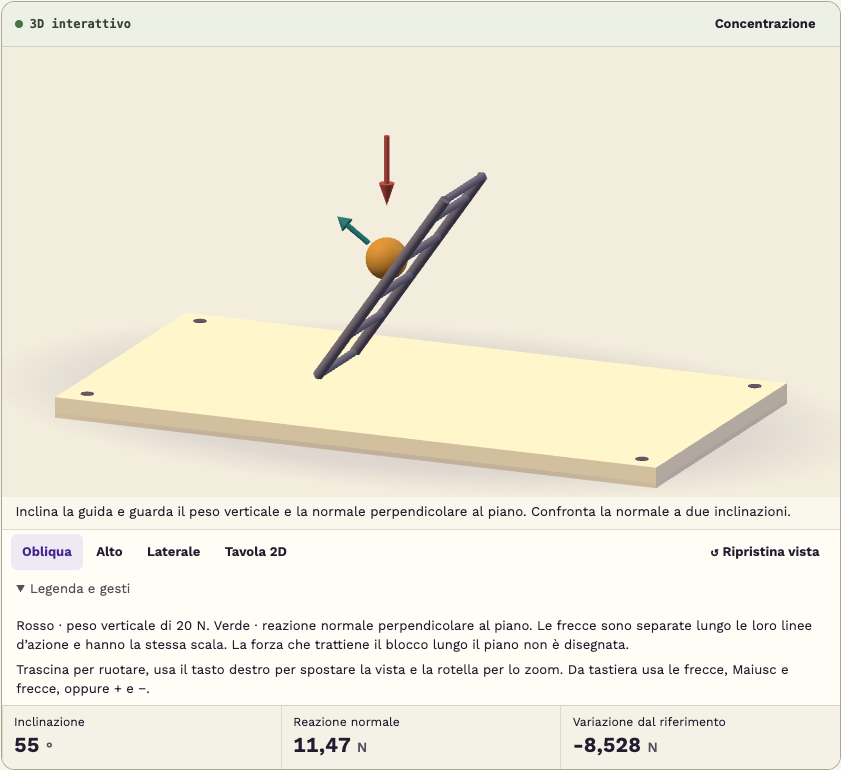 3D interattivo
Concentrazione
Inclina la guida e guarda il peso verticale e la normale perpendicolare al piano. Confronta la normale a due inclinazioni.
Obliqua Alto Laterale Tavola 2D
↺ Ripristina vista
▼ Legenda e gesti
Rosso · peso verticale di 20 N. Verde · reazione normale perpendicolare al piano. Le frecce sono separate lungo le loro linee
d’azione e hanno la stessa scala. La forza che trattiene il blocco lungo il piano non è disegnata.
Trascina per ruotare, usa il tasto destro per spostare la vista e la rotella per lo zoom. Da tastiera usa le frecce, Maiusc e
frecce, oppure + e −.
Inclinazione
55 °
Reazione normale
11,47 N
Variazione dal riferimento
-8,528 N